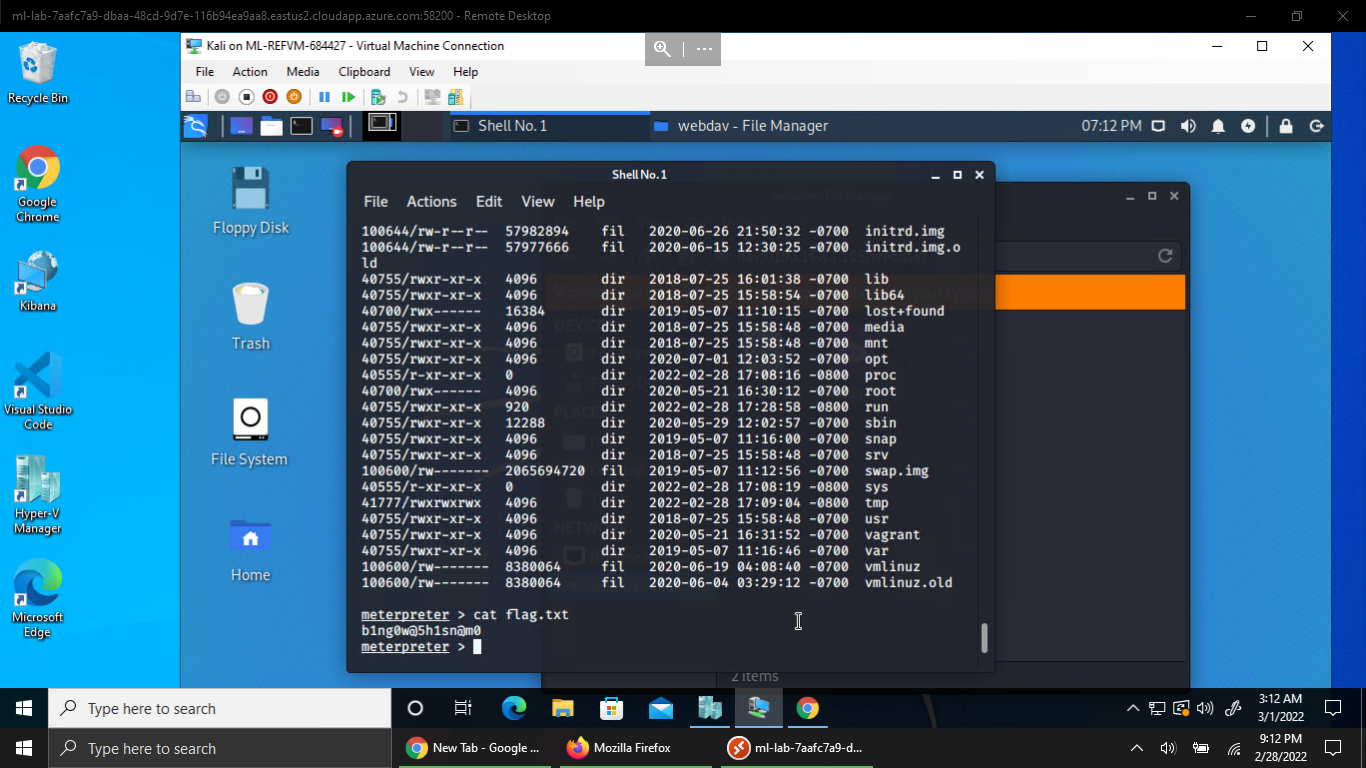 ml-lab-7aafc7a9-dbaa-48cd-9d7e-116b94ea9aa8.eastus2.cloudapp.azure.com:58200 - Remote Desktop
Kali on ML-REFVM-684427 - Virtual Machine Connection
File Action Media Clipboard View Help
Shell No. 1
webdav - File Manager
07:12 PM
Recycle Bin
Google Chrome
Kibana
Visual Studio Code
Hyper-V Manager
Microsoft Edge
Floppy Disk
Trash
File System
Home
Shell No. 1
File Actions Edit View Help
100644/rw-r--r-- 57982894 fil 2020-06-26 21:50:32 -0700 initrd.img
100644/rw-r--r-- 57977666 fil 2020-06-15 12:30:25 -0700 initrd.img.o
ld
40755/rwxr-xr-x 4096 dir 2018-07-25 16:01:38 -0700 lib
40755/rwxr-xr-x 4096 dir 2018-07-25 15:58:54 -0700 lib64
40700/rwx------ 16384 dir 2019-05-07 11:10:15 -0700 lost+found
40755/rwxr-xr-x 4096 dir 2018-07-25 15:58:48 -0700 media
40755/rwxr-xr-x 4096 dir 2018-07-25 15:58:48 -0700 mnt
40755/rwxr-xr-x 4096 dir 2020-07-01 12:03:52 -0700 opt
40555/r-xr-xr-x 0 dir 2022-02-28 17:08:16 -0800 proc
40700/rwx------ 4096 dir 2020-05-21 16:30:12 -0700 root
40755/rwxr-xr-x 920 dir 2022-02-28 17:28:58 -0800 run
40755/rwxr-xr-x 12288 dir 2020-05-29 12:02:57 -0700 sbin
40755/rwxr-xr-x 4096 dir 2019-05-07 11:16:00 -0700 snap
40755/rwxr-xr-x 4096 dir 2018-07-25 15:58:48 -0700 srv
100600/rw------- 2065694720 fil 2019-05-07 11:12:56 -0700 swap.img
40555/r-xr-xr-x 0 dir 2022-02-28 17:08:19 -0800 sys
41777/rwxrwxrwx 4096 dir 2022-02-28 17:09:04 -0800 tmp
40755/rwxr-xr-x 4096 dir 2018-07-25 15:58:48 -0700 usr
40755/rwxr-xr-x 4096 dir 2020-05-21 16:31:52 -0700 vagrant
40755/rwxr-xr-x 4096 dir 2019-05-07 11:16:46 -0700 var
100600/rw------- 8380064 fil 2020-06-19 04:08:40 -0700 vmlinuz
100600/rw------- 8380064 fil 2020-06-04 03:29:12 -0700 vmlinuz.old
meterpreter > cat flag.txt
b1ng0w@5h1sn@m0
meterpreter >
2 items
Type here to search
3:12 AM
3/1/2022
Type here to search
New Tab - Google ...
Mozilla Firefox
ml-lab-7aafc7a9-d...
9:12 PM
2/28/2022